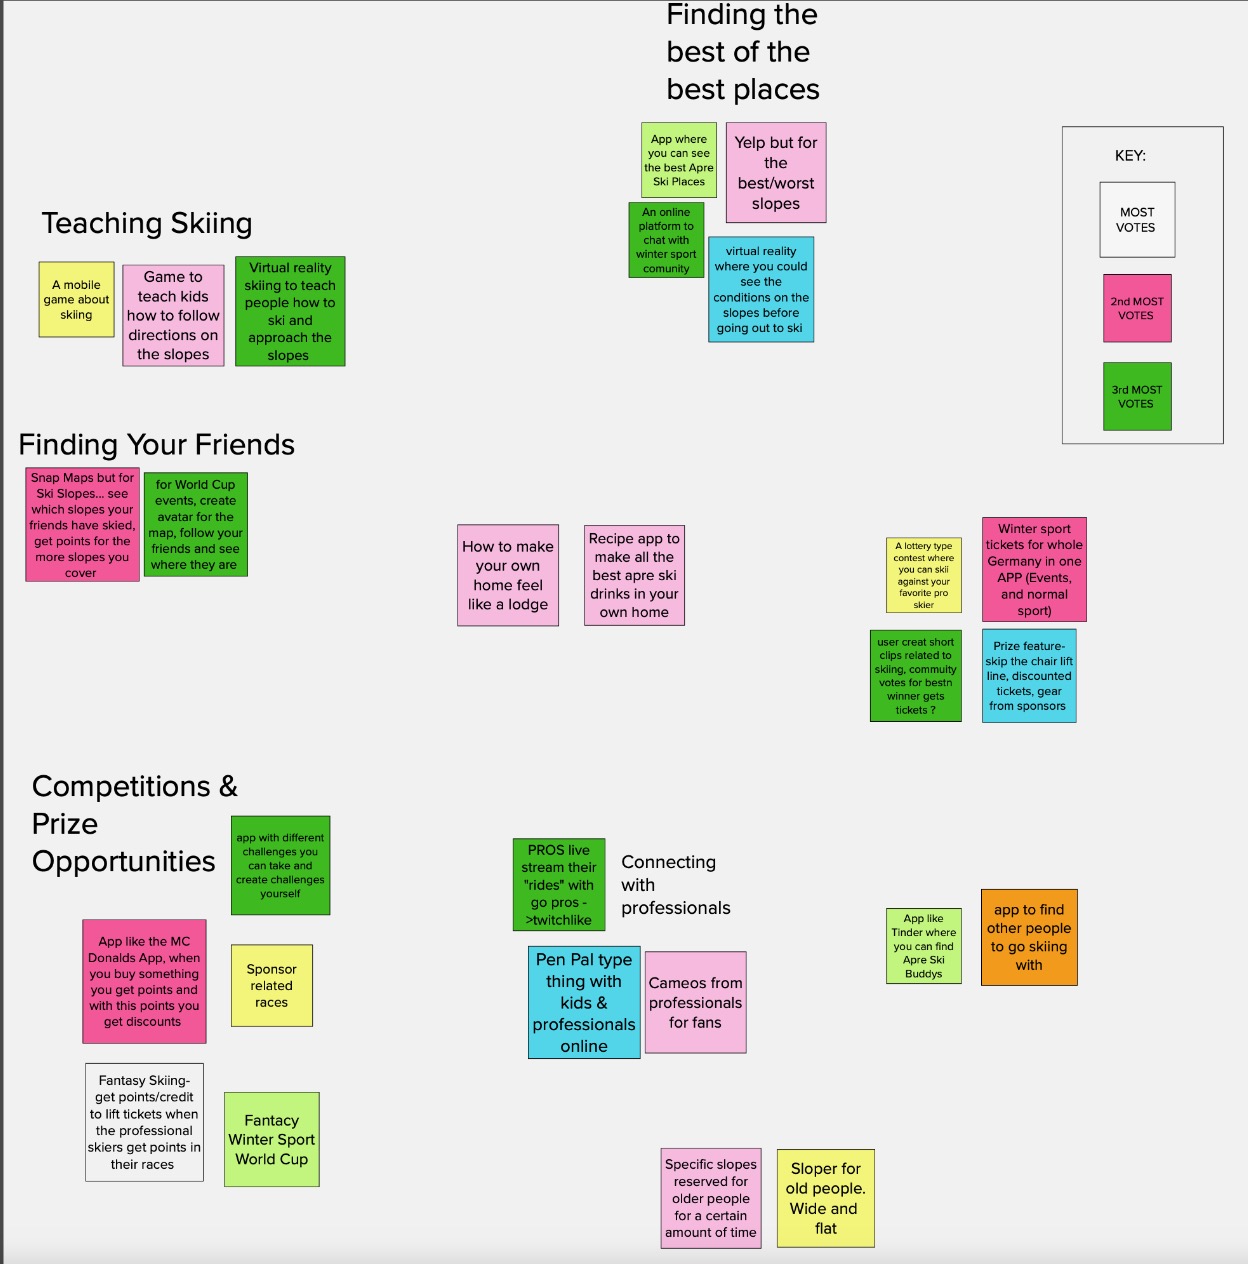 Finding the
best of the
best places
App where
you can see
the best Apre
Ski Places
Yelp but for
the
best/worst
slopes
An online
platform to
chat with
winter sport
comunity
virtual reality
where you could
see the
conditions on the
slopes before
going out to ski
KEY:
MOST
VOTES
2nd MOST
VOTES
3rd MOST
VOTES
Teaching Skiing
A mobile
game about
skiing
Game to
teach kids
how to follow
directions on
the slopes
Virtual reality
skiing to teach
people how to
ski and
approach the
slopes
Finding Your Friends
Snap Maps but for
Ski Slopes... see
which slopes your
friends have skied,
get points for the
more slopes you
cover
for World Cup
events, create
avatar for the
map, follow your
friends and see
where they are
How to make
your own
home feel
like a lodge
Recipe app to
make all the
best apre ski
drinks in your
own home
A lottery type
contest where
you can skii
against your
favorite pro
skier
Winter sport
tickets for whole
Germany in one
APP (Events,
and normal
sport)
user creat short
clips related to
skiing, commuity
votes for bestn
winner gets
tickets ?
Prize feature-
skip the chair lift
line, discounted
tickets, gear
from sponsors
Competitions &
Prize
Opportunities
app with different
challenges you
can take and
create challenges
yourself
App like the MC
Donalds App, when
you buy something
you get points and
with this points you
get discounts
Sponsor
related
races
Fantasy Skiing-
get points/credit
to lift tickets when
the professional
skiers get points in
their races
Fantacy
Winter Sport
World Cup
PROS live
stream their
"rides" with
go pros -
>twitchlike
Connecting
with
professionals
Pen Pal type
thing with
kids &
professionals
online
Cameos from
professionals
for fans
App like
Tinder where
you can find
Apre Ski
Buddys
app to find
other people
to go skiing
with
Specific slopes
reserved for
older people
for a certain
amount of time
Sloper for
old people.
Wide and
flat